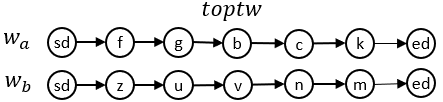 toptw
wa sd f g b c k ed
wb sd z u v n m ed